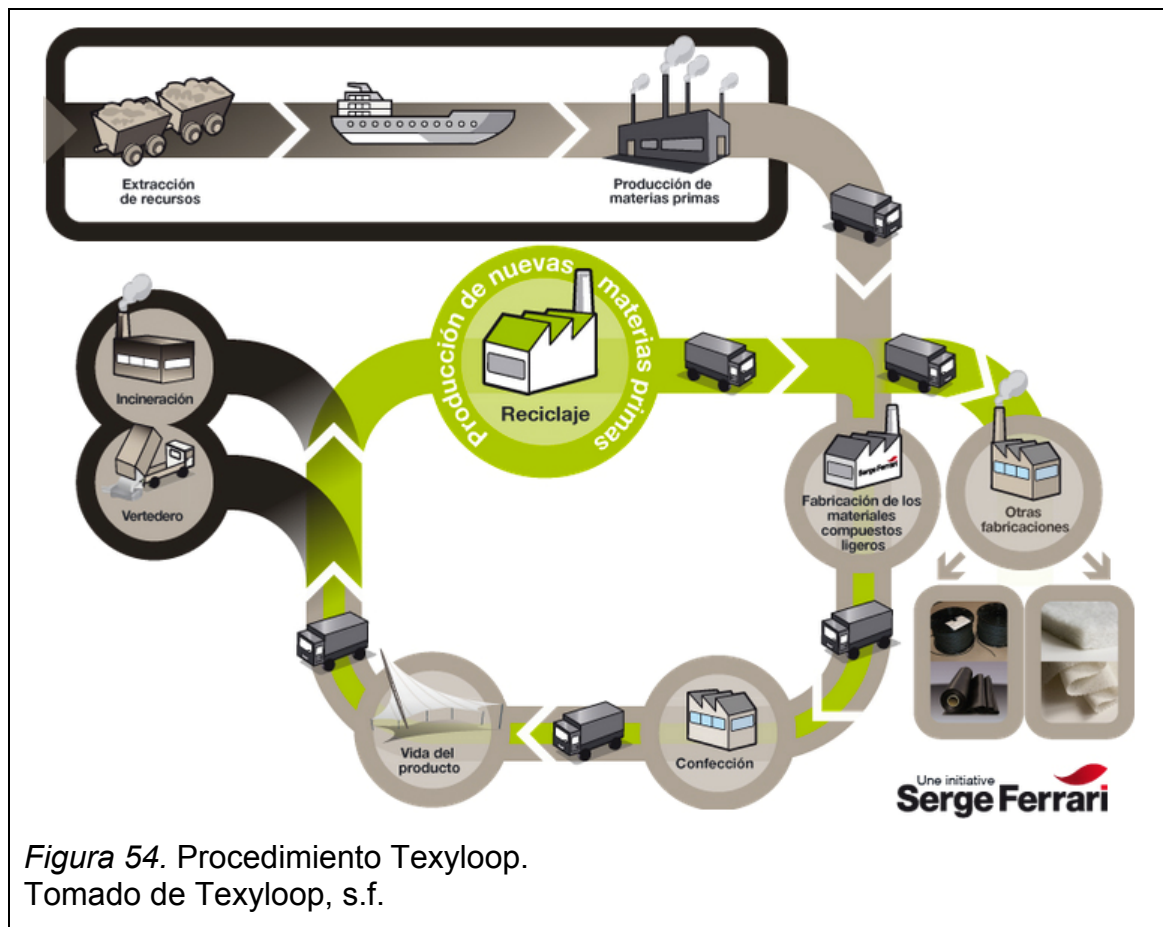 Extracción
de recursos
Producción de
materias primas
Producción de nuevas materias primas
Reciclaje
Incineración
Vertedero
Serge Ferrari
Fabricación de los
materiales
compuestos
ligeros
Otras
fabricaciones
Vida del
producto
Confección
Une initiative
Serge Ferrari
Figura 54. Procedimiento Texyloop.
Tomado de Texyloop, s.f.